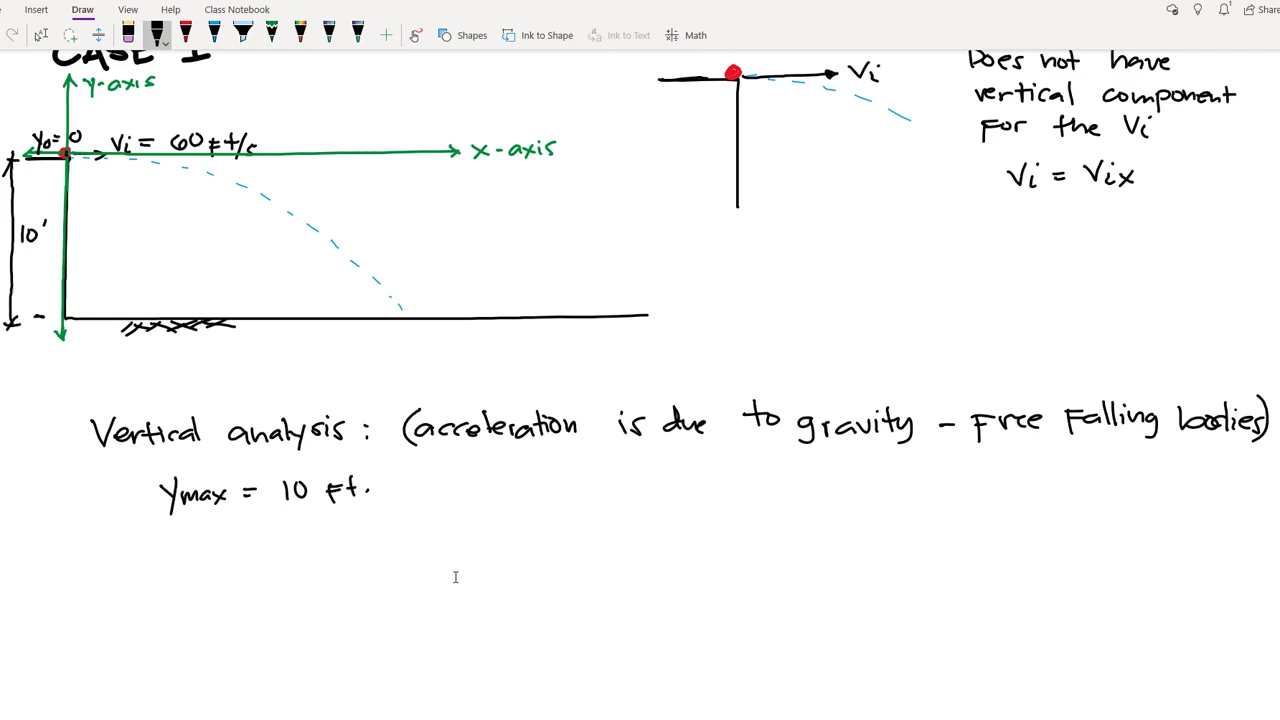 Insert Draw View Help Class Notebook
Share
Shapes Ink to Shape Ink to Text Math
CASE I
y-axis
y₀= 0 Vi = 60 Ft/s
x-axis
10'
Vi
Does not have
vertical component
For the Vi
Vi = Vix
Vertical analysis : (acceleration is due to gravity - Free Falling bodies)
Ymax = 10 Ft.